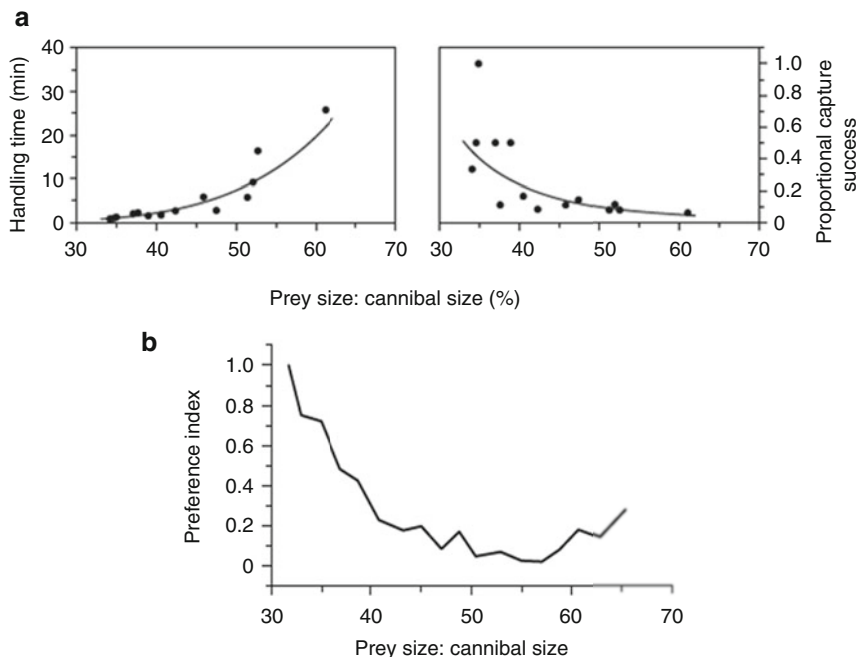 a
Handling time (min)
40
30
20
10
0
30 40 50 60 70
30 40 50 60 70
1.0
0.8
0.6
0.4
0.2
0
Proportional capture
success
Prey size: cannibal size (%)
b
Preference index
1.0
0.8
0.6
0.4
0.2
0
30 40 50 60 70
Prey size: cannibal size